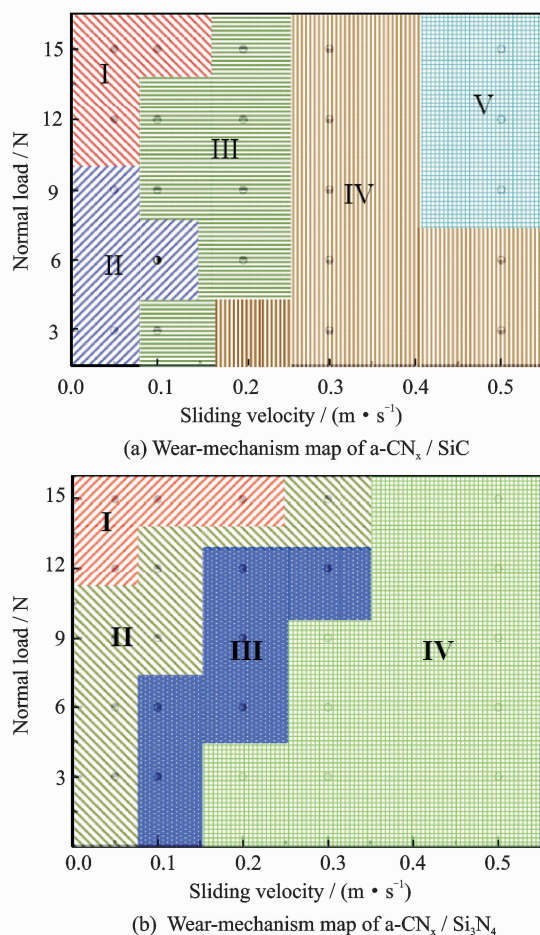 15
12
9
6
3
Normal load / N
I
II
III
IV
V
0.0 0.1 0.2 0.3 0.4 0.5
Sliding velocity / (m · s⁻¹)
(a) Wear-mechanism map of a-CNₓ / SiC
15
12
9
6
3
Normal load / N
I
II
III
IV
0.0 0.1 0.2 0.3 0.4 0.5
Sliding velocity / (m · s⁻¹)
(b) Wear-mechanism map of a-CNₓ / Si₃N₄